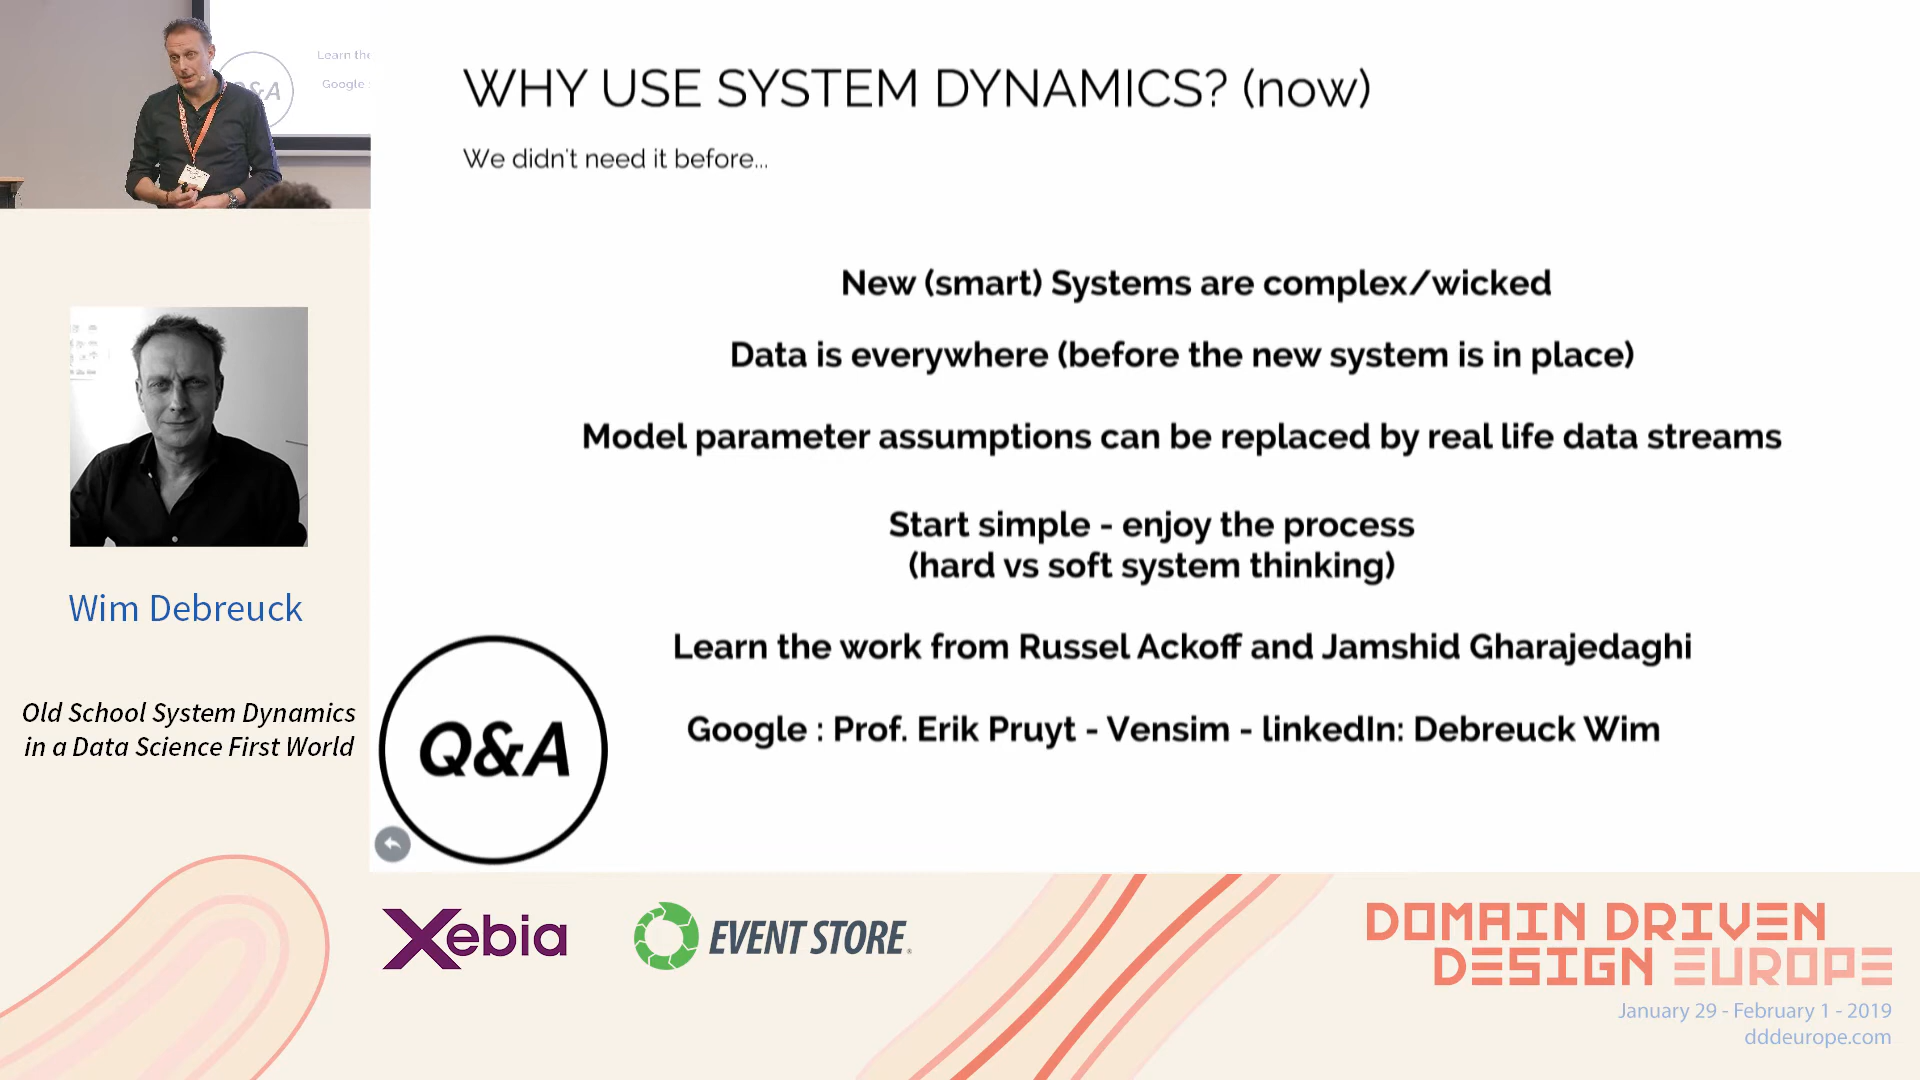 Learn the
Google :
Q&A
WHY USE SYSTEM DYNAMICS? (now)
We didn't need it before...
New (smart) Systems are complex/wicked
Data is everywhere (before the new system is in place)
Model parameter assumptions can be replaced by real life data streams
Start simple - enjoy the process
(hard vs soft system thinking)
Learn the work from Russel Ackoff and Jamshid Gharajedaghi
Google : Prof. Erik Pruyt - Vensim - linkedIn: Debreuck Wim
Q&A
Wim Debreuck
Old School System Dynamics
in a Data Science First World
Xebia
EVENT STORE
DOMAIN DRIVEN
DESIGN EUROPE
January 29 - February 1 - 2019
dddeurope.com